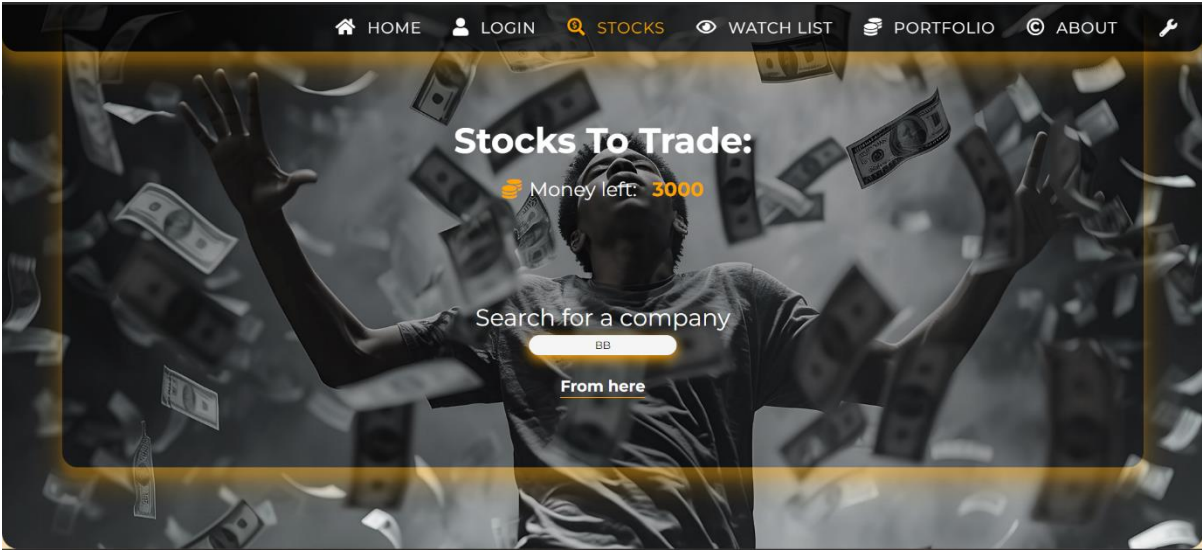 HOME LOGIN STOCKS WATCH LIST PORTFOLIO ABOUT
Stocks To Trade:
Money left: 3000
Search for a company
BB
From here